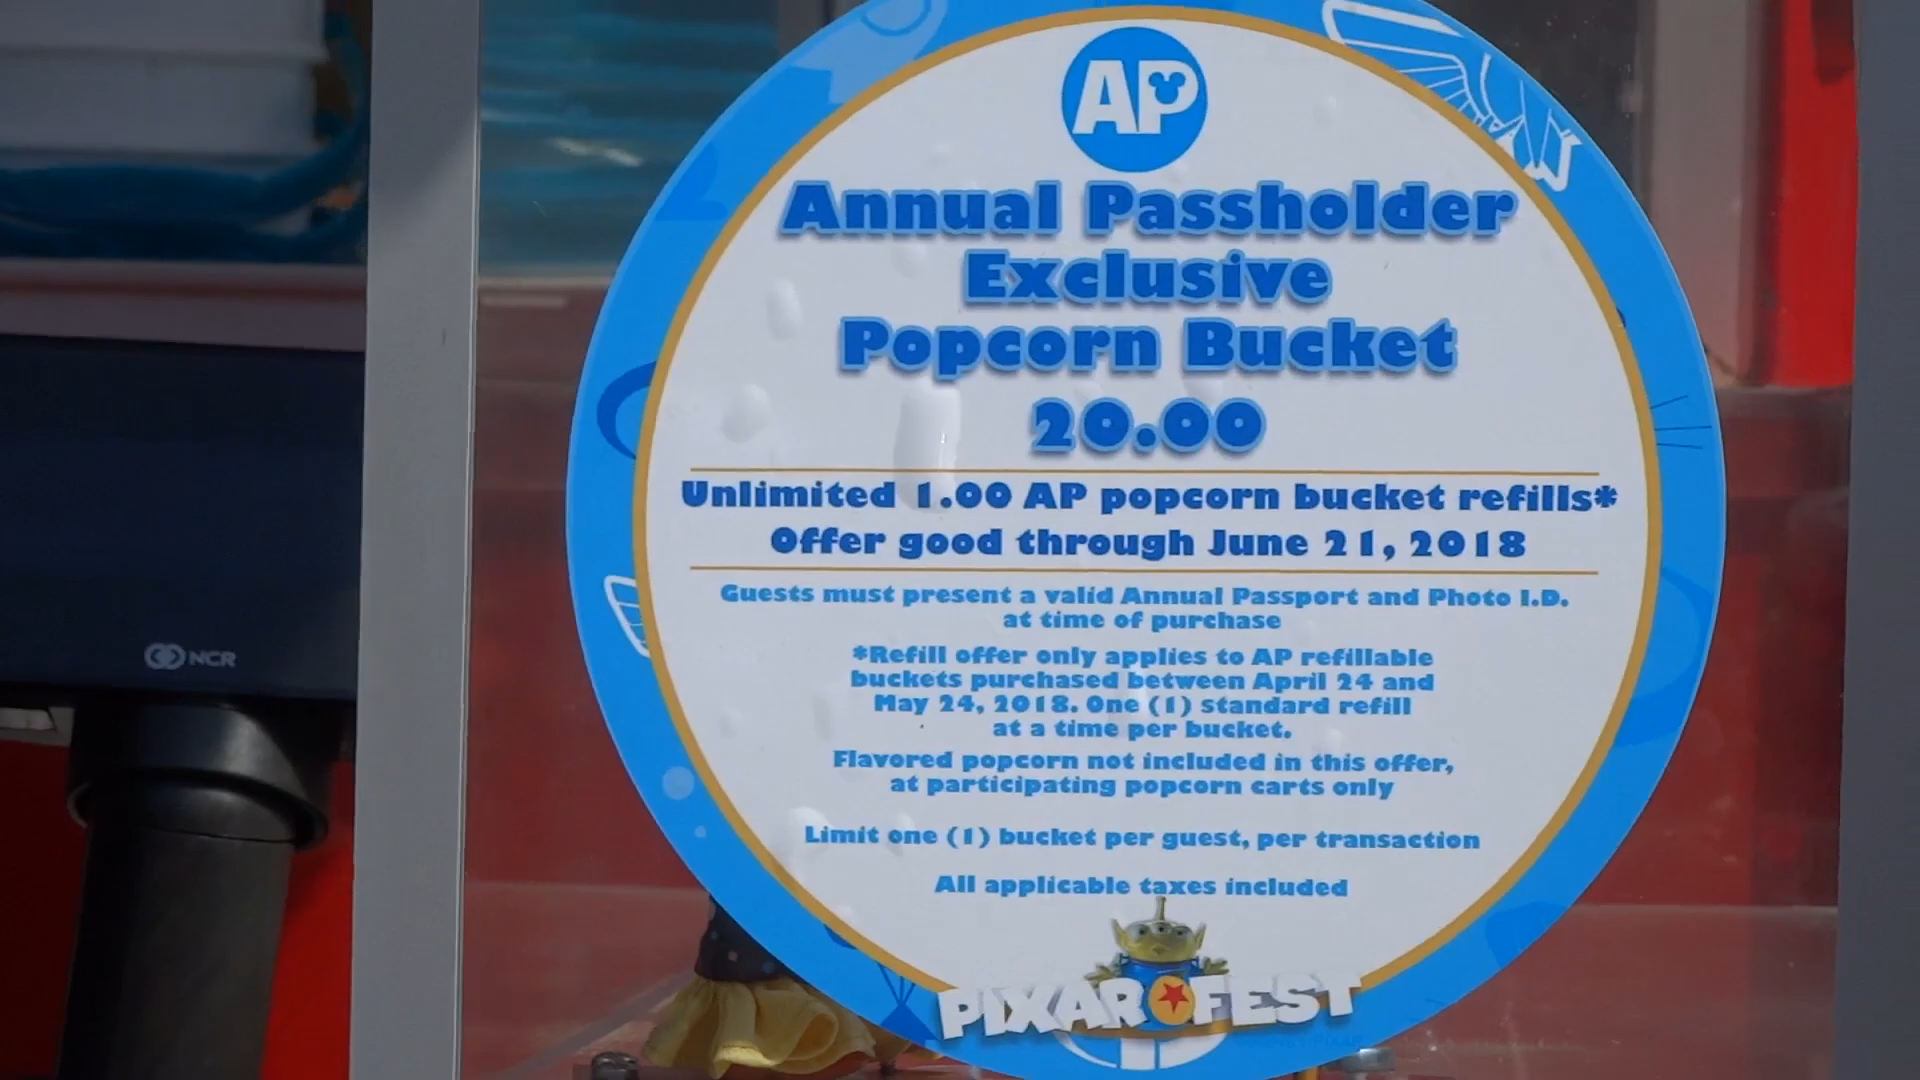 AP
Annual Passholder
Exclusive
Popcorn Bucket
20.00
Unlimited 1.00 AP popcorn bucket refills*
Offer good through June 21, 2018
Guests must present a valid Annual Passport and Photo I.D.
at time of purchase
*Refill offer only applies to AP refillable
buckets purchased between April 24 and
May 24, 2018. One (1) standard refill
at a time per bucket.
Flavored popcorn not included in this offer,
at participating popcorn carts only
Limit one (1) bucket per guest, per transaction
All applicable taxes included
PIXAR FEST
NCR